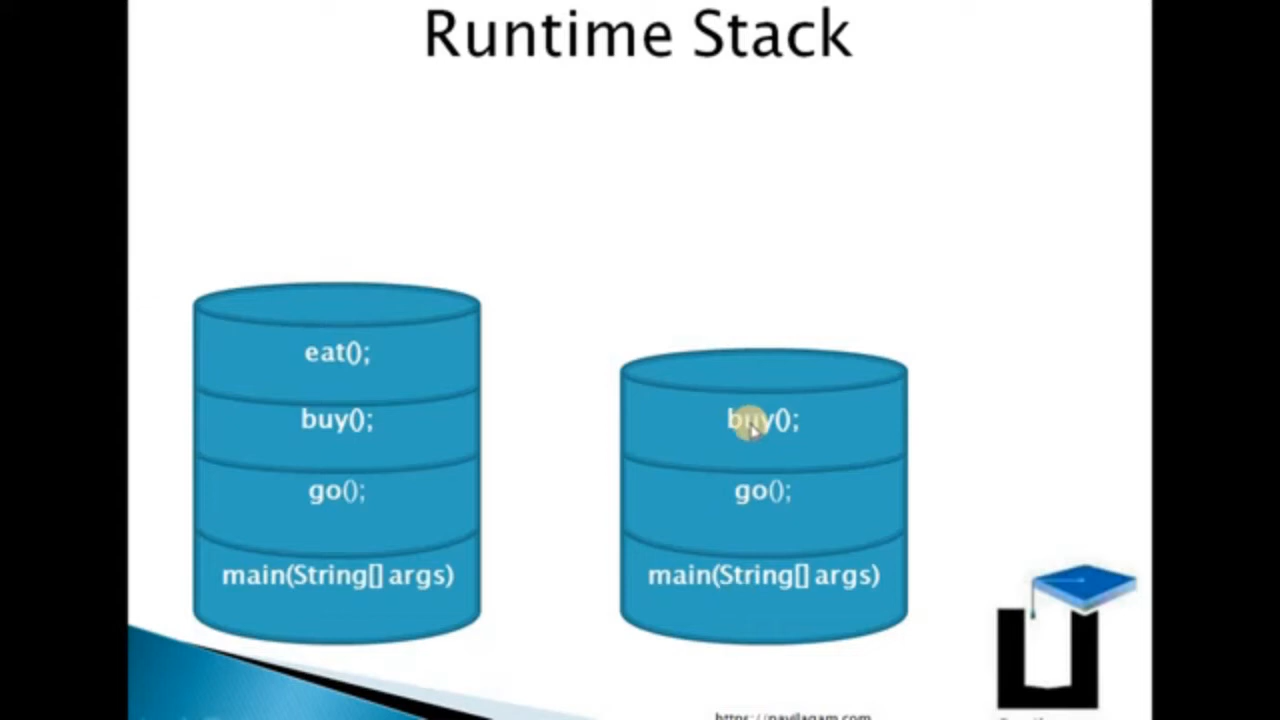 Runtime Stack
eat();
buy();
go();
main(String[] args)
buy();
go();
main(String[] args)